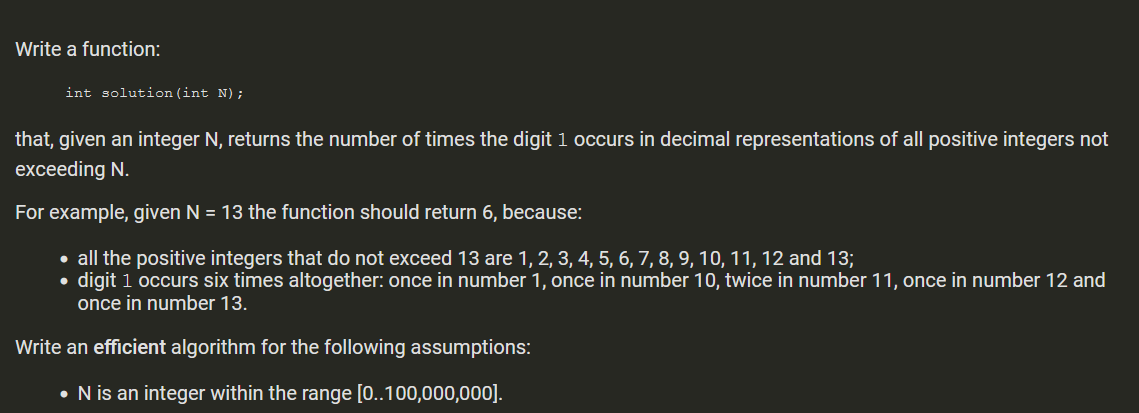 Write a function:
int solution(int N);
that, given an integer N, returns the number of times the digit 1 occurs in decimal representations of all positive integers not
exceeding N.
For example, given N = 13 the function should return 6, because:
• all the positive integers that do not exceed 13 are 1, 2, 3, 4, 5, 6, 7, 8, 9, 10, 11, 12 and 13;
• digit 1 occurs six times altogether: once in number 1, once in number 10, twice in number 11, once in number 12 and
once in number 13.
Write an efficient algorithm for the following assumptions:
• N is an integer within the range [0..100,000,000].